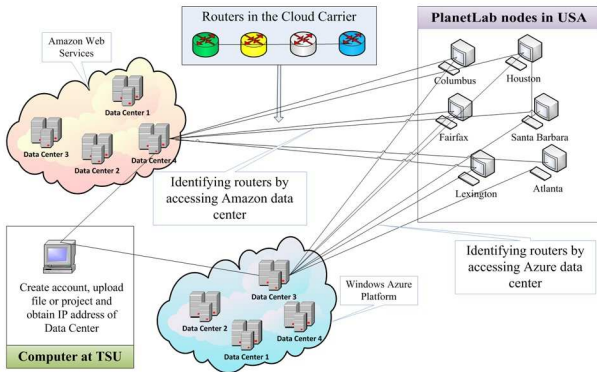 Routers in the Cloud Carrier
PlanetLab nodes in USA
Amazon Web
Services
Data Center 1
Data Center 3
Data Center 2
Data Center 4
Columbus
Houston
Fairfax
Santa Barbara
Lexington
Atlanta
Identifying routers by
accessing Amazon data
center
Identifying routers by
accessing Azure data
center
Create account, upload
file or project and
obtain IP address of
Data Center
Computer at TSU
Windows Azure
Platform
Data Center 3
Data Center 2
Data Center 4
Data Center 1